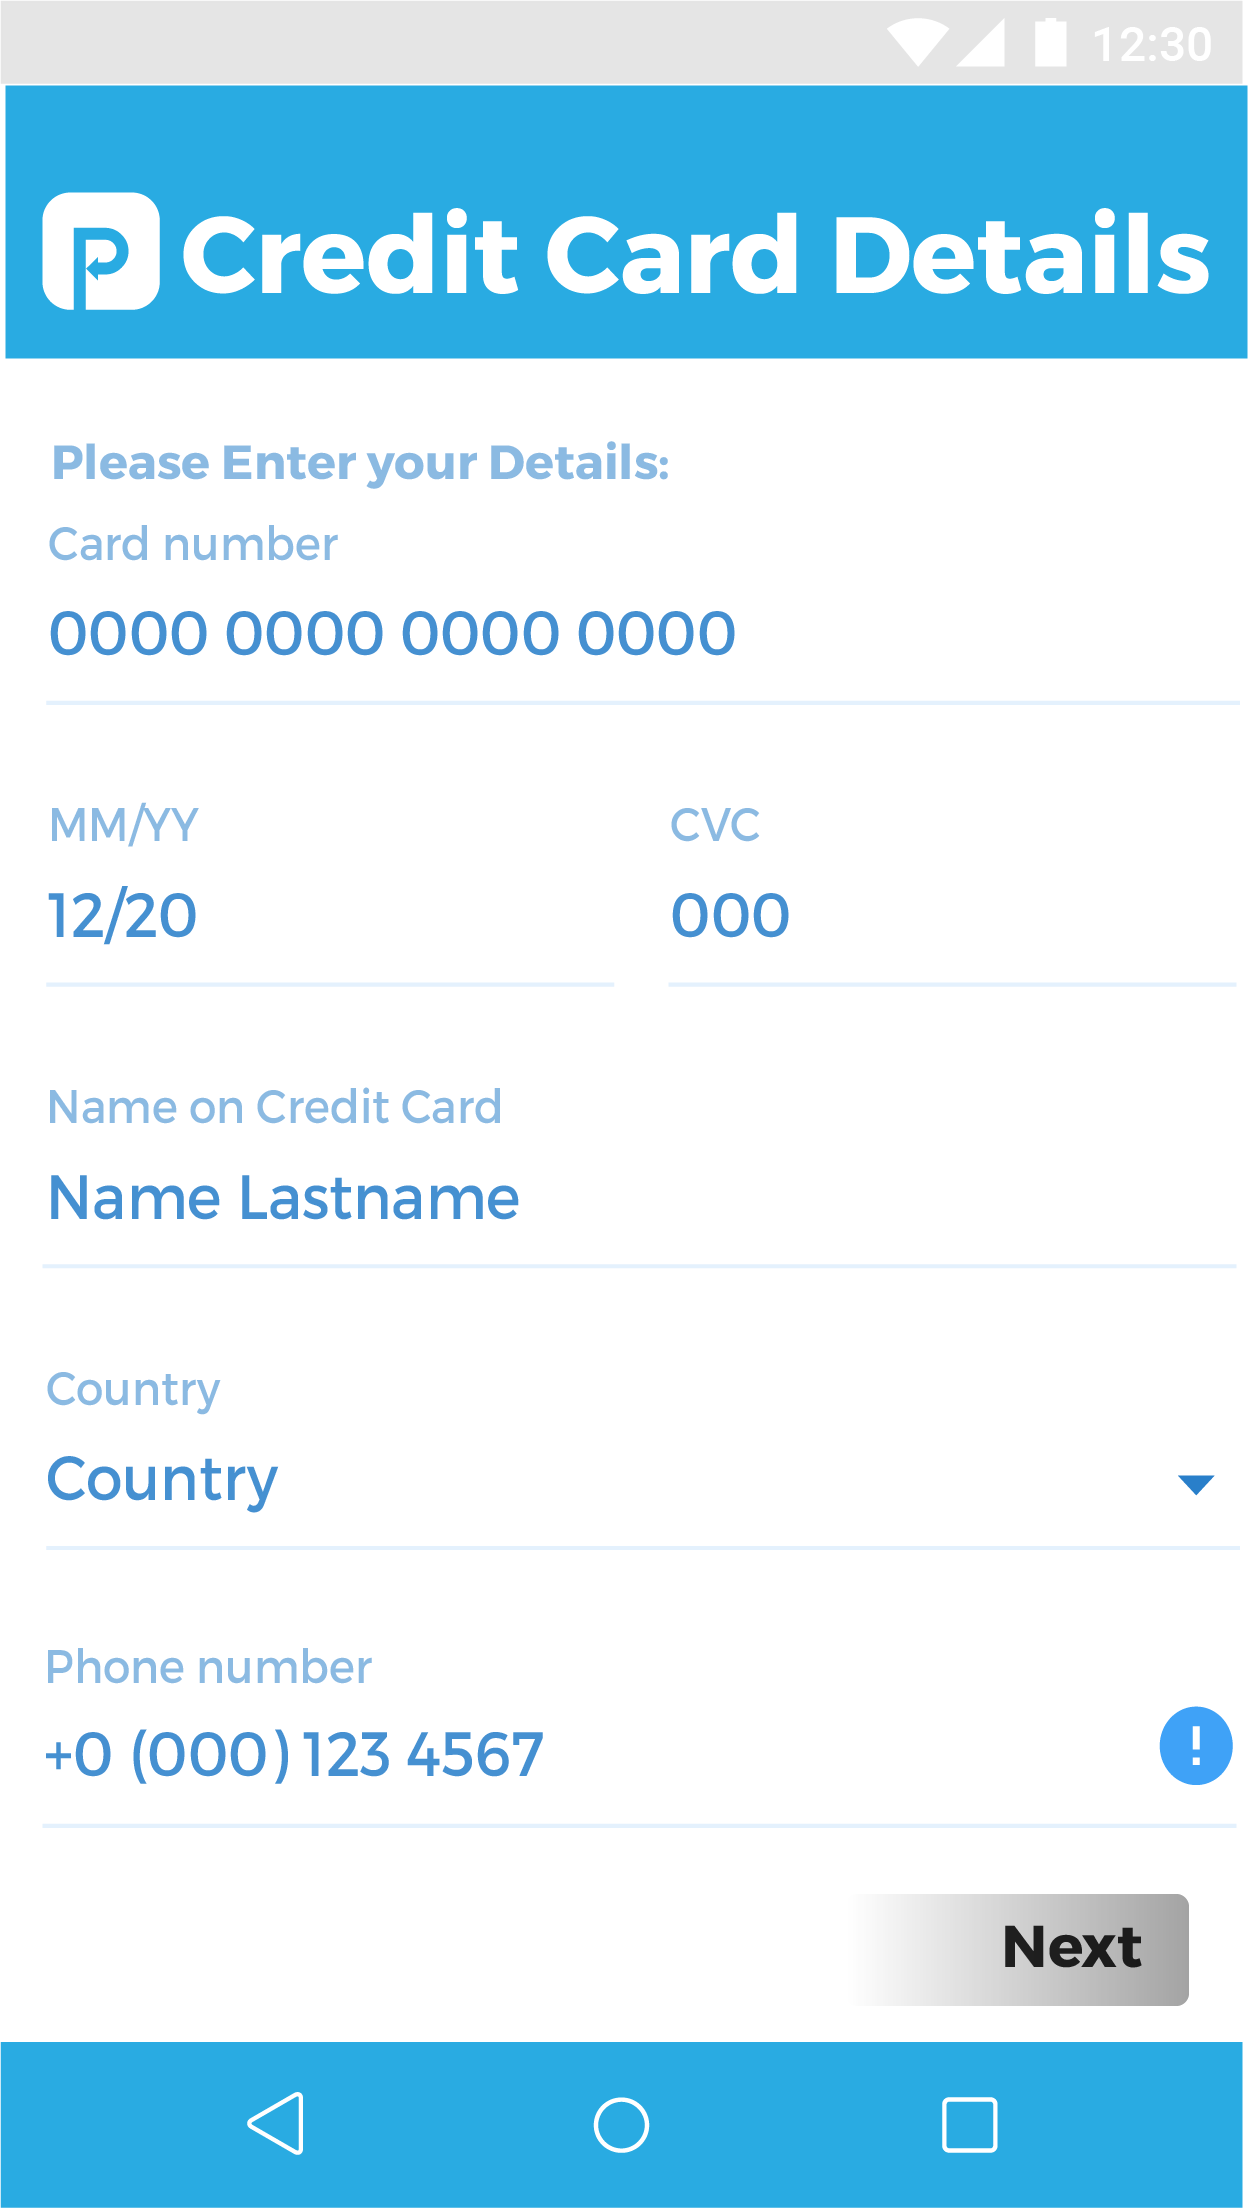 12:30
P Credit Card Details
Please Enter your Details:
Card number
0000 0000 0000 0000
MM/YY CVC
12/20 000
Name on Credit Card
Name Lastname
Country
Country
Phone number
+0 (000) 123 4567
!
Next